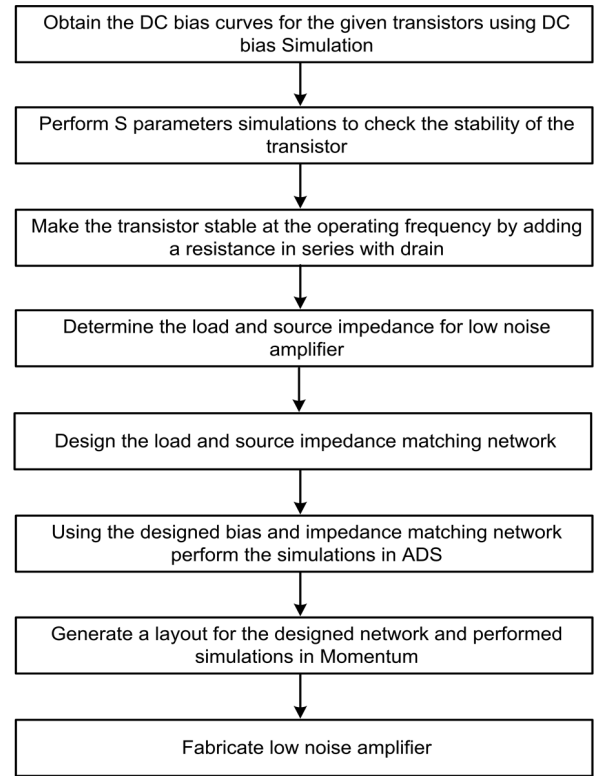 Obtain the DC bias curves for the given transistors using DC
bias Simulation
Perform S parameters simulations to check the stability of the
transistor
Make the transistor stable at the operating frequency by adding
a resistance in series with drain
Determine the load and source impedance for low noise
amplifier
Design the load and source impedance matching network
Using the designed bias and impedance matching network
perform the simulations in ADS
Generate a layout for the designed network and performed
simulations in Momentum
Fabricate low noise amplifier